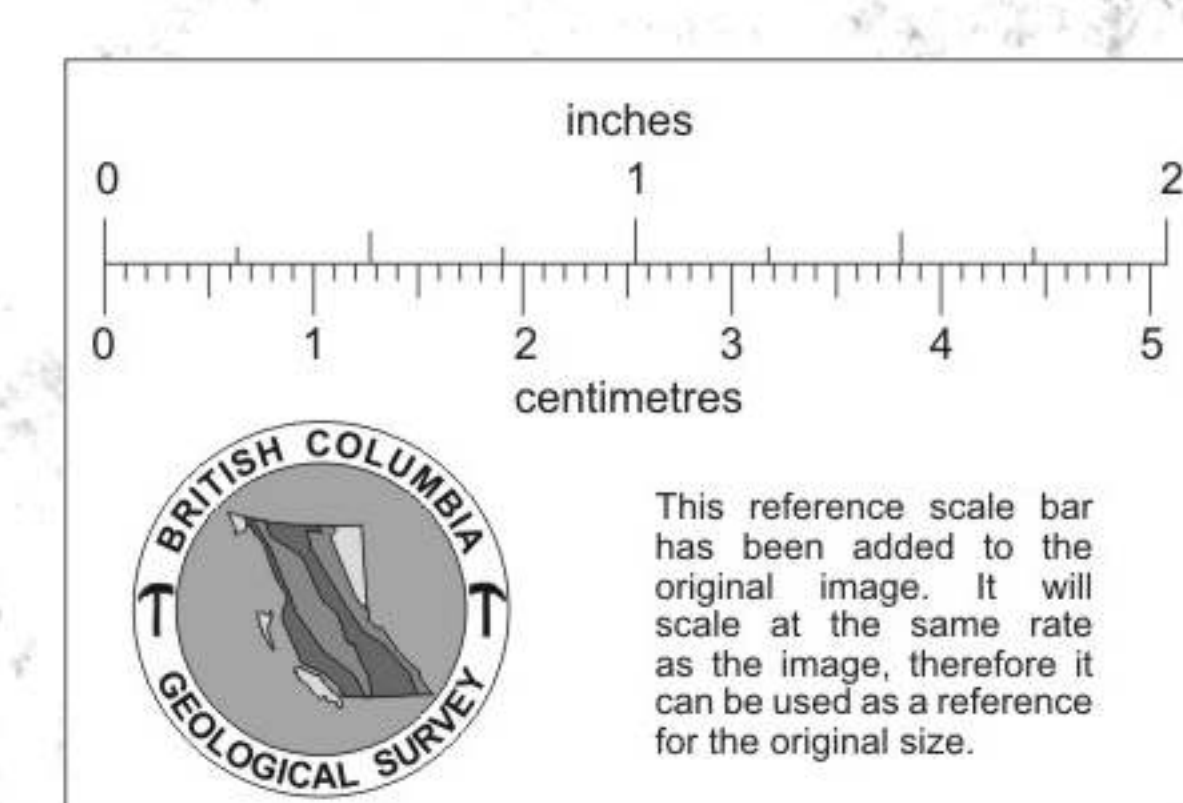 inches
0 1 2
0 1 2 3 4 5
centimetres
BRITISH COLUMBIA
GEOLOGICAL SURVEY
This reference scale bar
has been added to the
original image. It will
scale at the same rate
as the image, therefore it
can be used as a reference
for the original size.